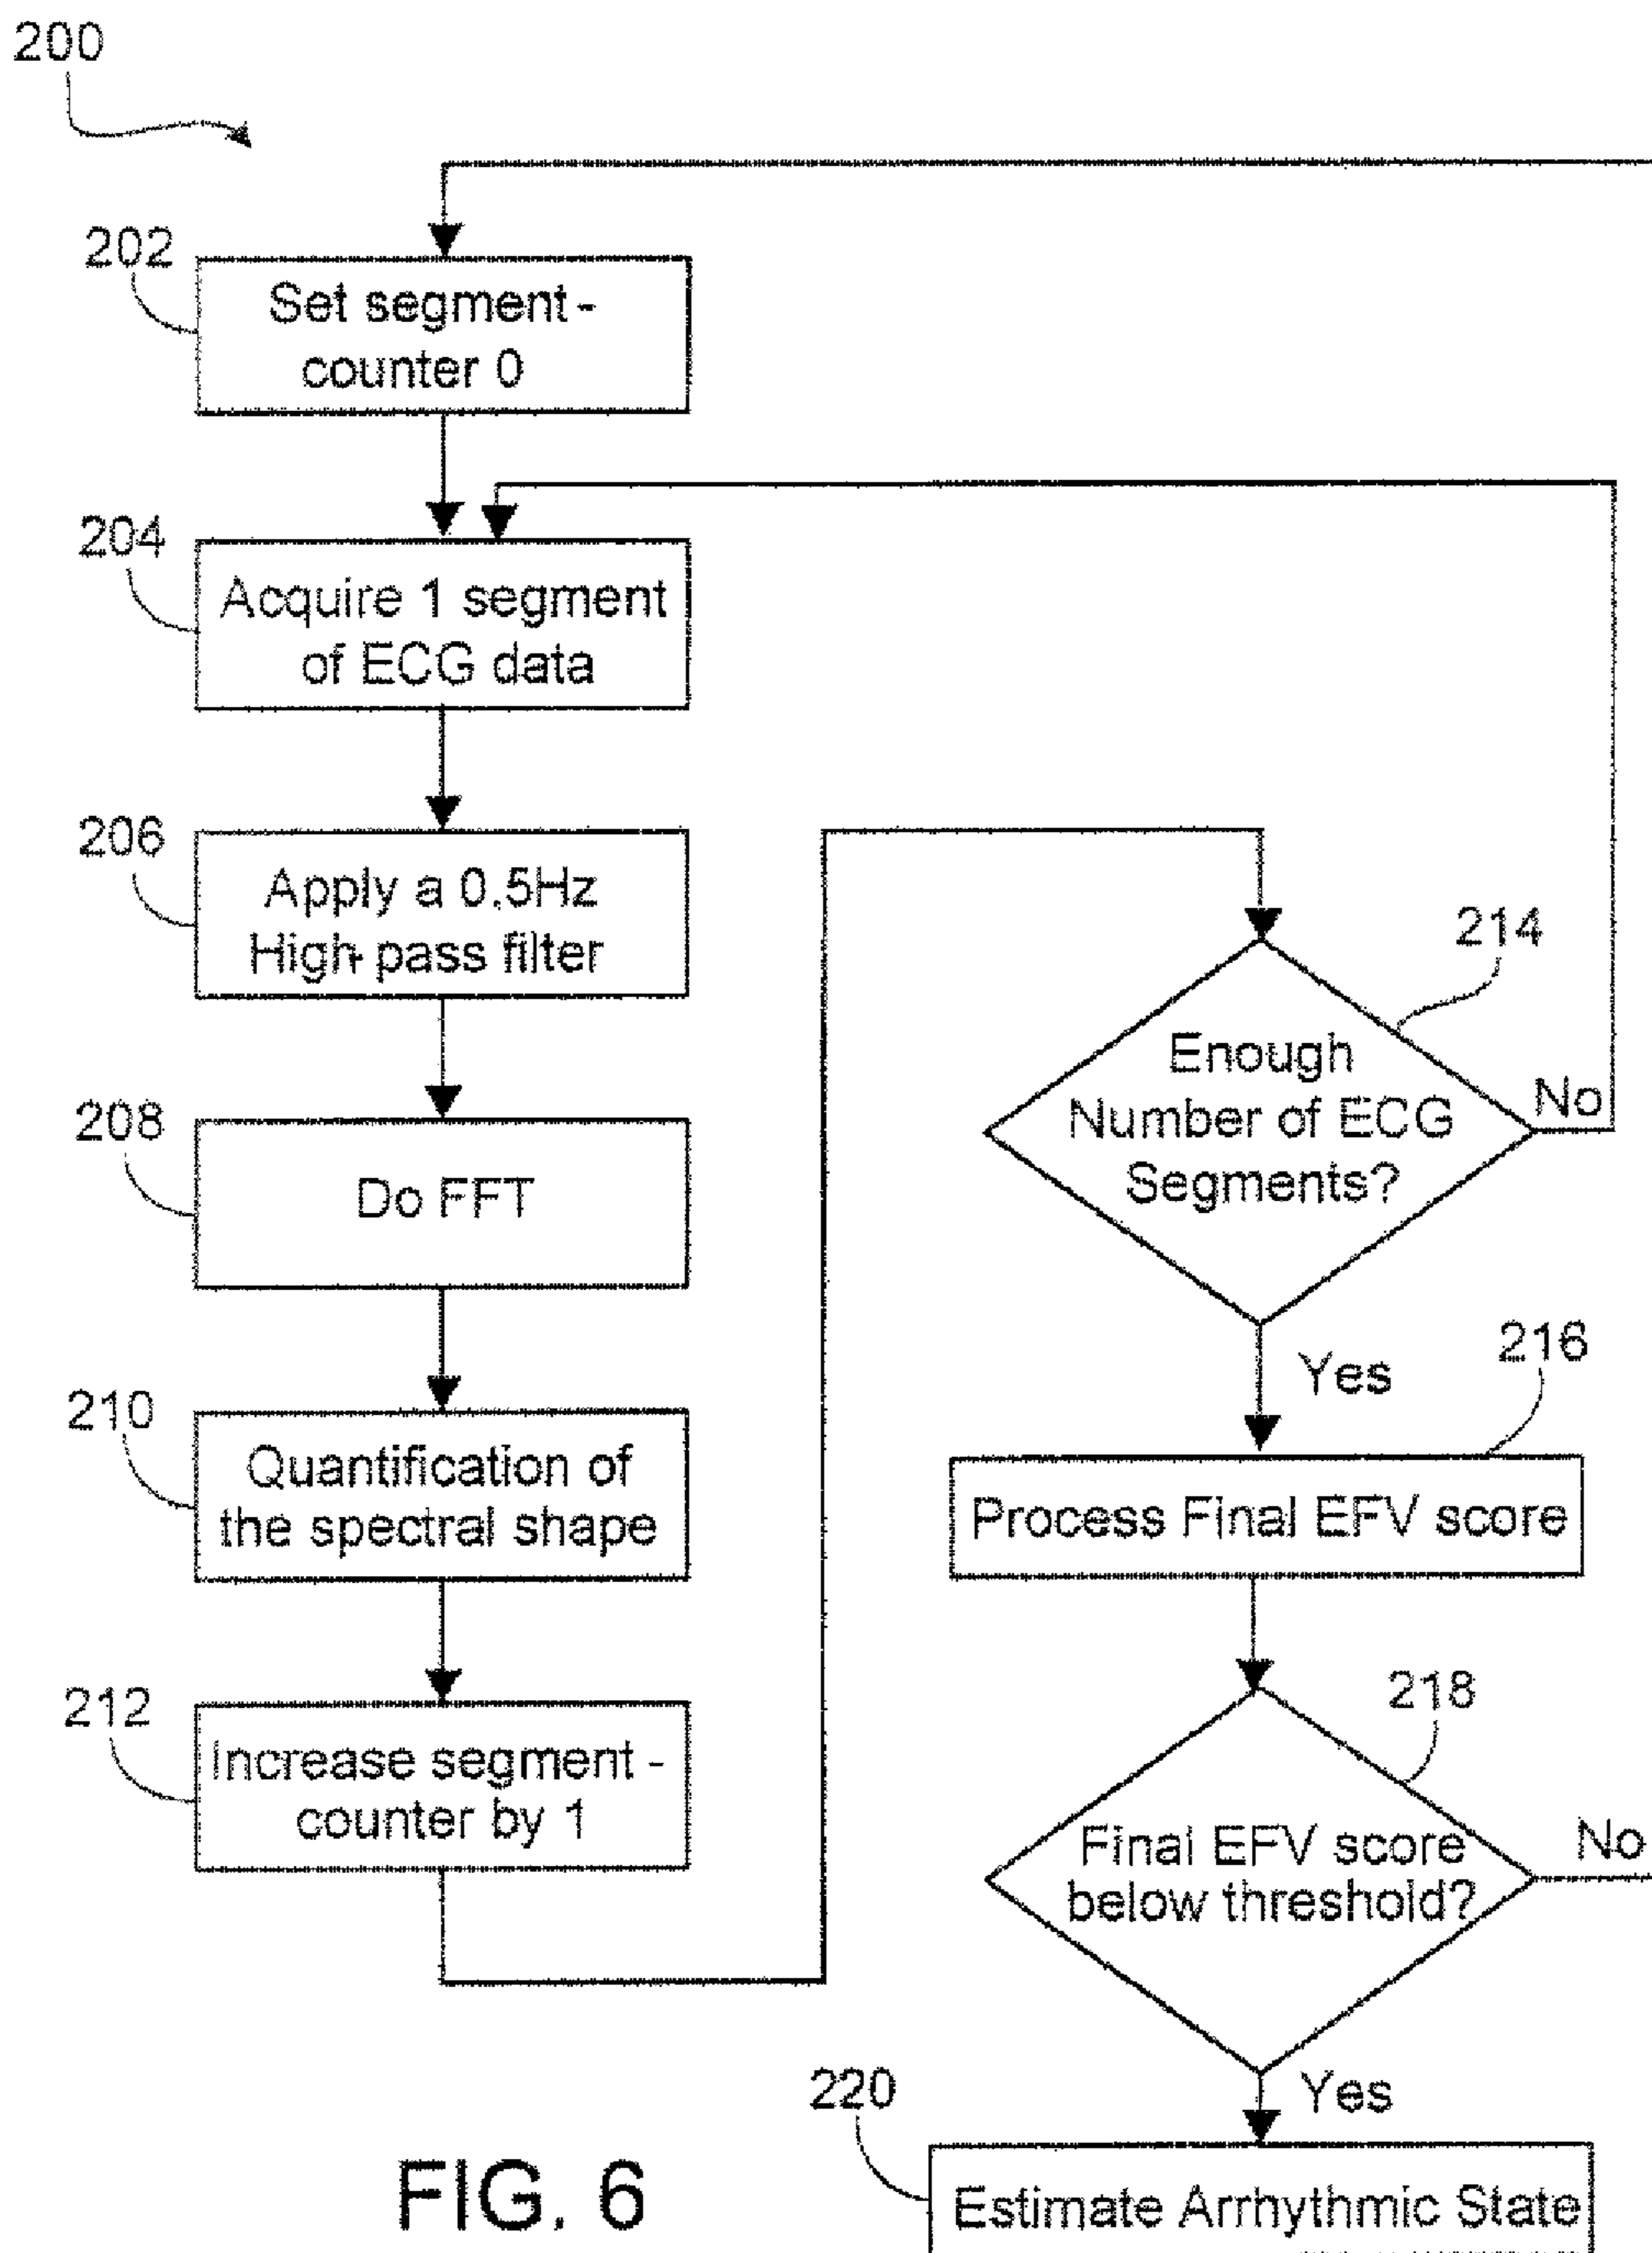 200
202
Set segment-
counter 0
204
Acquire 1 segment
of ECG data
206
Apply a 0.5Hz
High-pass filter
208
Do FFT
210
Quantification of
the spectral shape
212
Increase segment-
counter by 1
214
Enough
Number of ECG
Segments?
No
Yes
216
Process Final EFV score
218
Final EFV score
below threshold?
No
Yes
220
Estimate Arrhythmic State
FIG. 6